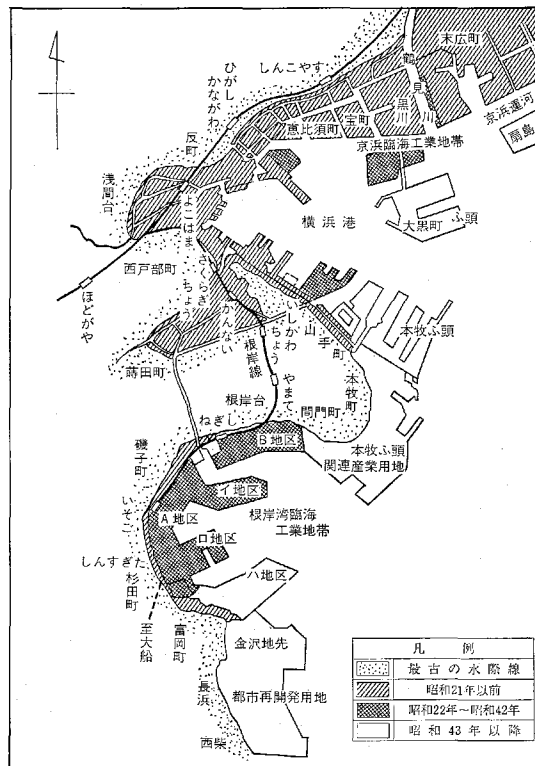 末広町
鶴見川
京浜運河
扇島
しんこやす
ひがしかながわ
宝町
黒川
恵比須町
京浜臨海工業地帯
反町
浅間台
横浜港
大黒町ふ頭
よこはま
西戸部町
ほどがや
さくらぎちょう
かんない
いしかわちょう
山手町
本牧ふ頭
根岸線
蒔田町
やまて
本牧町
根岸台
間門町
ねぎし
B地区
本牧ふ頭
関連産業用地
磯子町
イ地区
いそご
A地区
根岸湾臨海
工業地帯
ロ地区
しんすぎた
杉田町
ハ地区
至大船
富岡町
金沢地先
長浜
都市再開発用地
西柴
凡例
最古の水際線
昭和21年以前
昭和22年~昭和42年
昭和43年以降